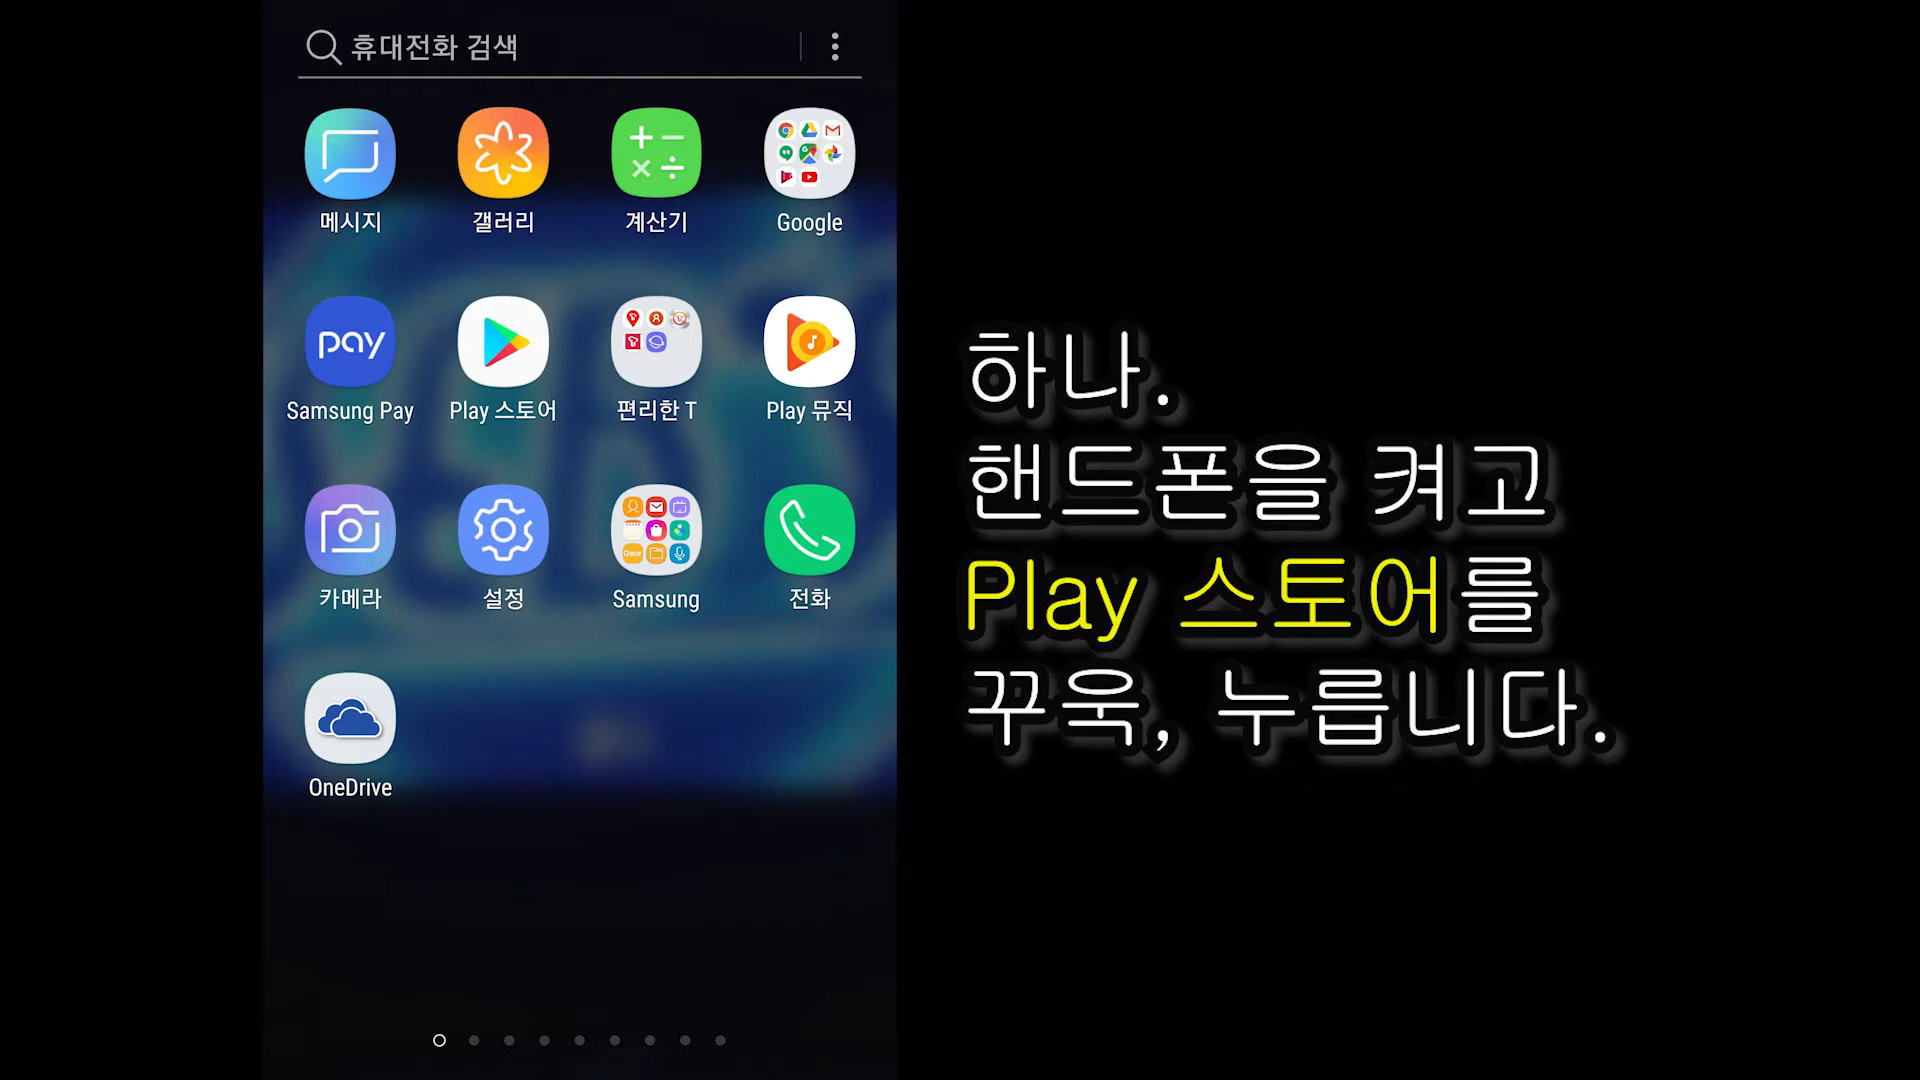 휴대전화 검색
메시지
갤러리
계산기
Google
pay
Samsung Pay
Play 스토어
편리한 T
Play 뮤직
카메라
설정
Gear
Samsung
전화
OneDrive
하나.
핸드폰을 켜고
Play 스토어를
꾸욱, 누릅니다.